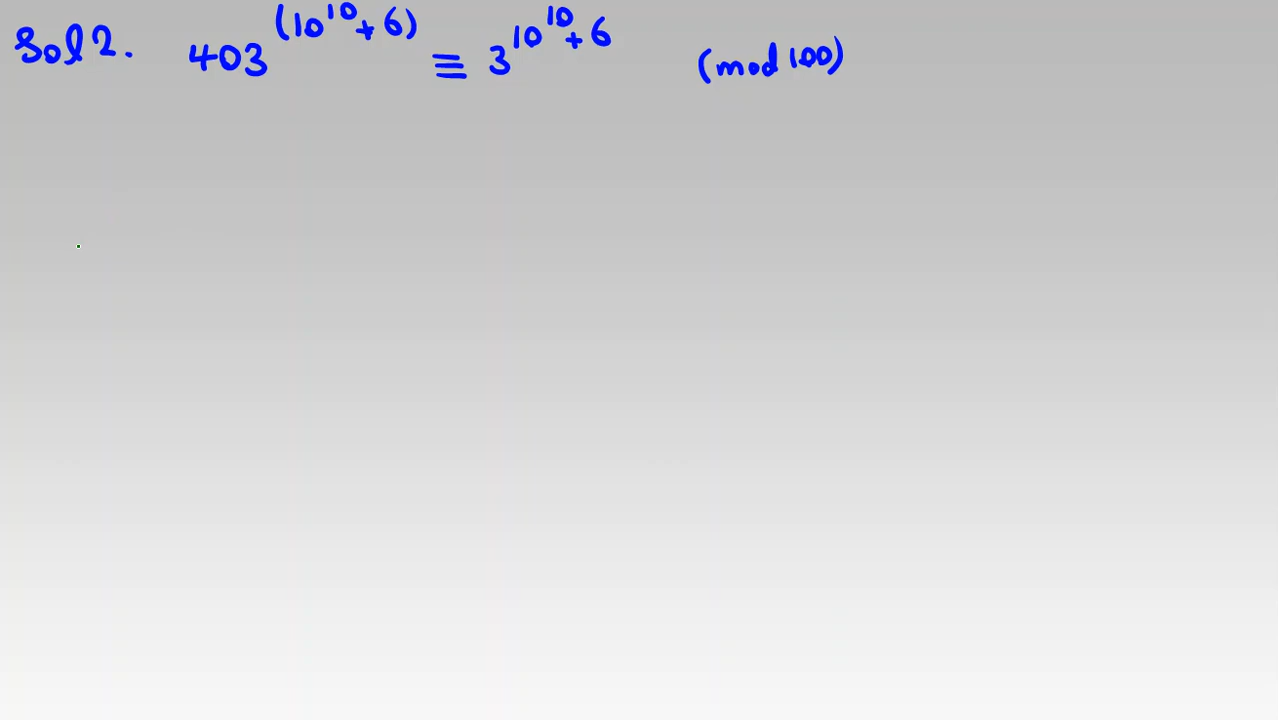 Sol 2. 403^(10^10 + 6) ≡ 3^10^10 + 6 (mod 100)